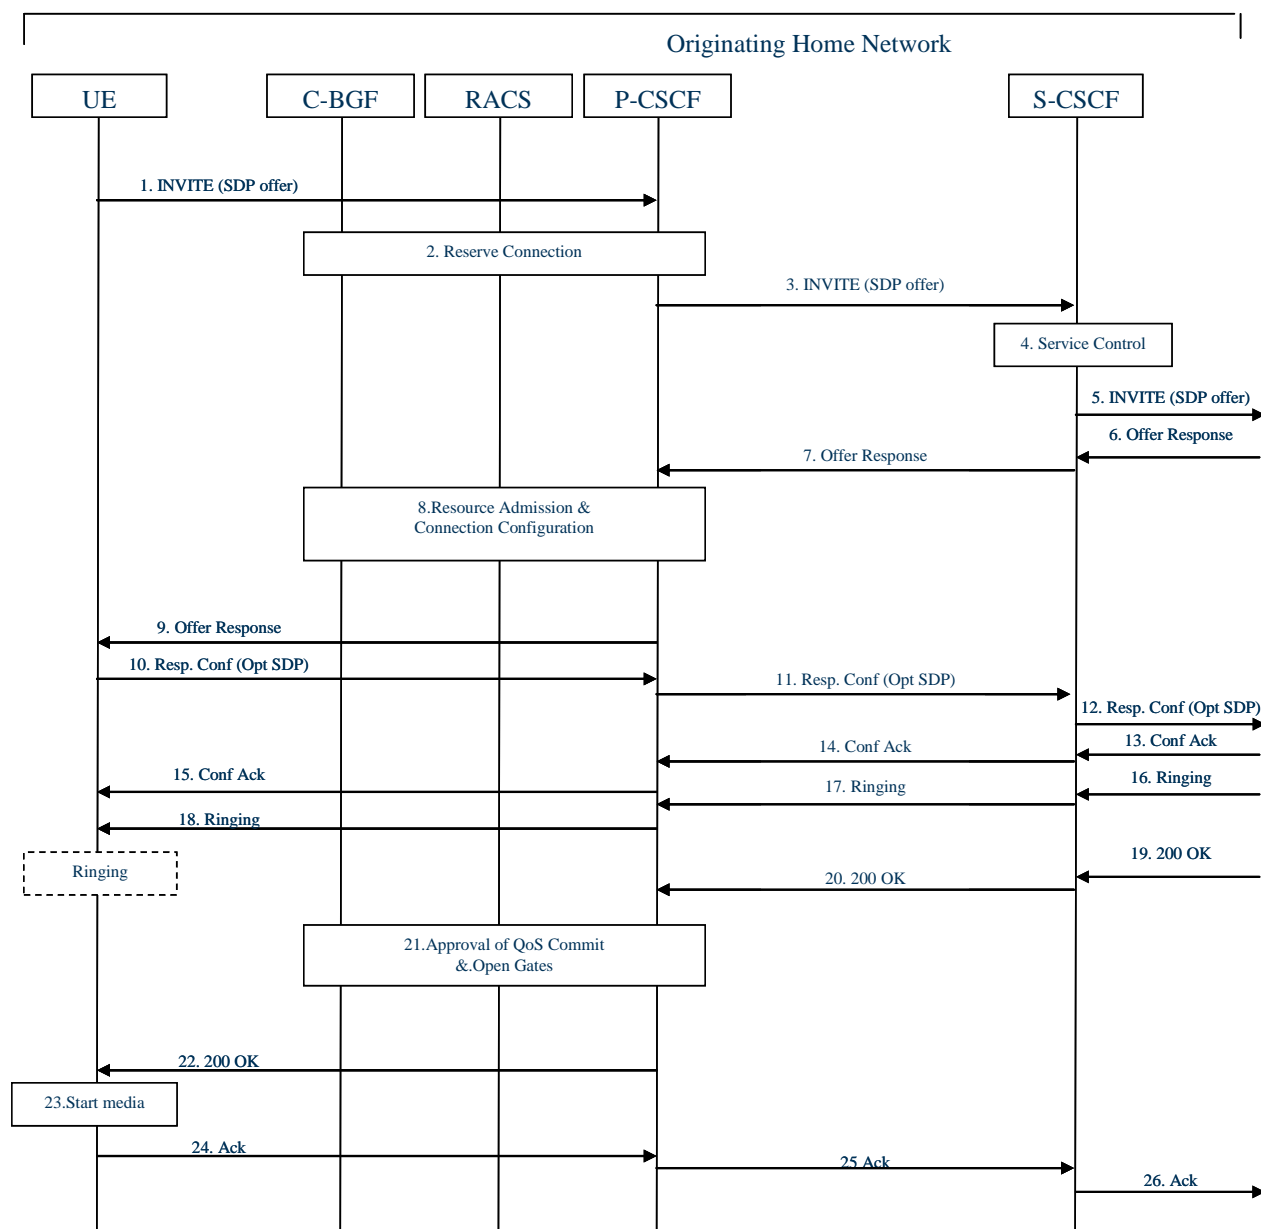 Originating Home Network
UE
C-BGF
RACS
P-CSCF
S-CSCF
1. INVITE (SDP offer)
2. Reserve Connection
3. INVITE (SDP offer)
4. Service Control
5. INVITE (SDP offer)
6. Offer Response
7. Offer Response
8.Resource Admission &
Connection Configuration
9. Offer Response
10. Resp. Conf (Opt SDP)
11. Resp. Conf (Opt SDP)
12. Resp. Conf (Opt SDP)
13. Conf Ack
14. Conf Ack
15. Conf Ack
16. Ringing
17. Ringing
18. Ringing
Ringing
19. 200 OK
20. 200 OK
21.Approval of QoS Commit
&.Open Gates
22. 200 OK
23.Start media
24. Ack
25 Ack
26. Ack